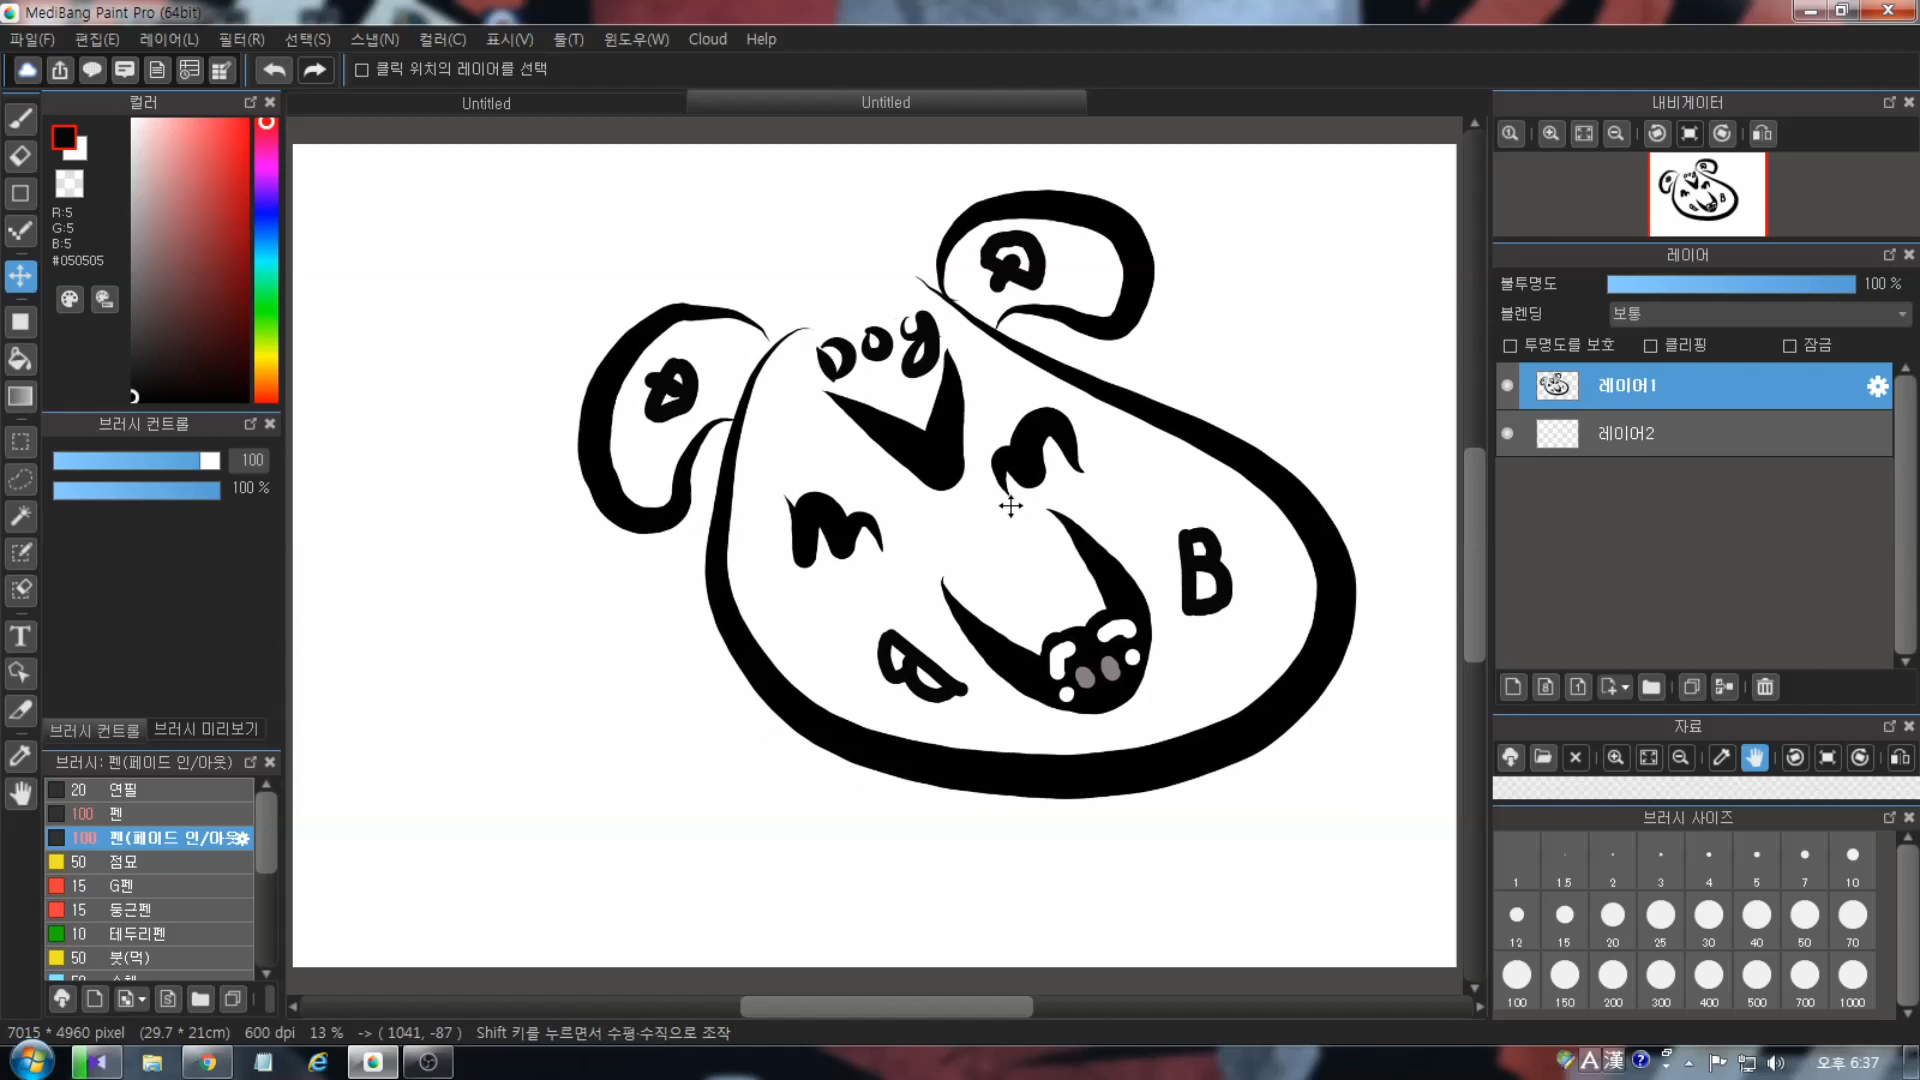 MediBang Paint Pro (64bit)
파일(F) 편집(E) 레이어(L) 필터(R) 선택(S) 스냅(N) 컬러(C) 표시(V) 툴(T) 윈도우(W) Cloud Help
클릭 위치의 레이어를 선택
컬러
Untitled
Untitled
R:5
G:5
B:5
#050505
브러시 컨트롤
100
100 %
브러시 컨트롤 브러시 미리보기
브러시: 펜(페이드 인/아웃)
20 연필
100 펜
100 펜(페이드 인/아웃
50 점묘
15 G펜
15 둥근펜
10 테두리펜
50 붓(먹)
Dog
B
내비게이터
레이어
불투명도 100 %
블렌딩 보통
투명도를 보호 클리핑 잠금
레이어1
레이어2
자료
브러시 사이즈
1 1.5 2 3 4 5 7 10
12 15 20 25 30 40 50 70
100 150 200 300 400 500 700 1000
7015 * 4960 pixel (29.7 * 21cm) 600 dpi 13 % -> ( 1041, -87 ) Shift 키를 누르면서 수평·수직으로 조작
A 漢
오후 6:37